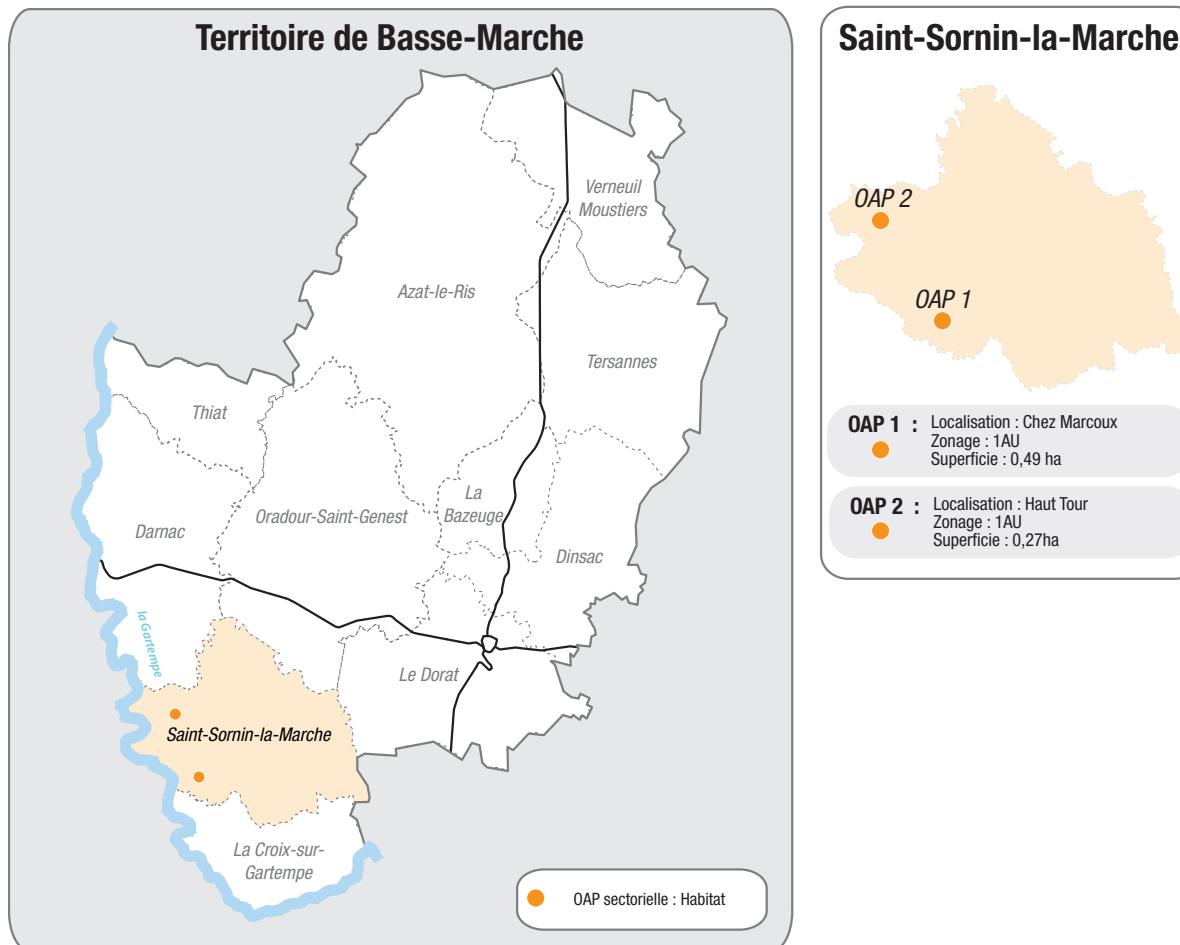 Territoire de Basse-Marche
Verneuil
Moustiers
Azat-le-Ris
Tersannes
Thiat
La
Bazeuge
Oradour-Saint-Genest
Darnac
Dinsac
la Gartempe
Le Dorat
Saint-Sornin-la-Marche
La Croix-sur-
Gartempe
OAP sectorielle : Habitat
Saint-Sornin-la-Marche
OAP 2
OAP 1
OAP 1 : Localisation : Chez Marcoux
Zonage : 1AU
Superficie : 0,49 ha
OAP 2 : Localisation : Haut Tour
Zonage : 1AU
Superficie : 0,27ha